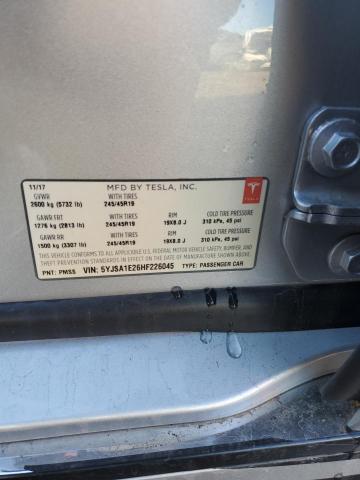 11/17 MFD BY TESLA, INC.
GVWR WITH TIRES
2600 kg (5732 lb) 245/45R19
TESLA
GAWR FRT WITH TIRES RIM COLD TIRE PRESSURE
1276 kg (2813 lb) 245/45R19 19X8.0 J 310 kPa, 45 psi
GAWR RR WITH TIRES RIM COLD TIRE PRESSURE
1500 kg (3307 lb) 245/45R19 19X8.0 J 310 kPa, 45 psi
THIS VEHICLE CONFORMS TO ALL APPLICABLE FEDERAL MOTOR VEHICLE SAFETY, BUMPER, AND
THEFT PREVENTION STANDARDS IN EFFECT ON THE DATE OF MANUFACTURE SHOWN ABOVE.
PNT: PMSS VIN: 5YJSA1E26HF226045 TYPE: PASSENGER CAR